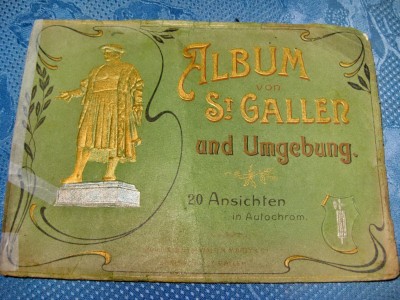 ALBUM
von
ST GALLEN
und Umgebung.
20 Ansichten
in Autochrom.